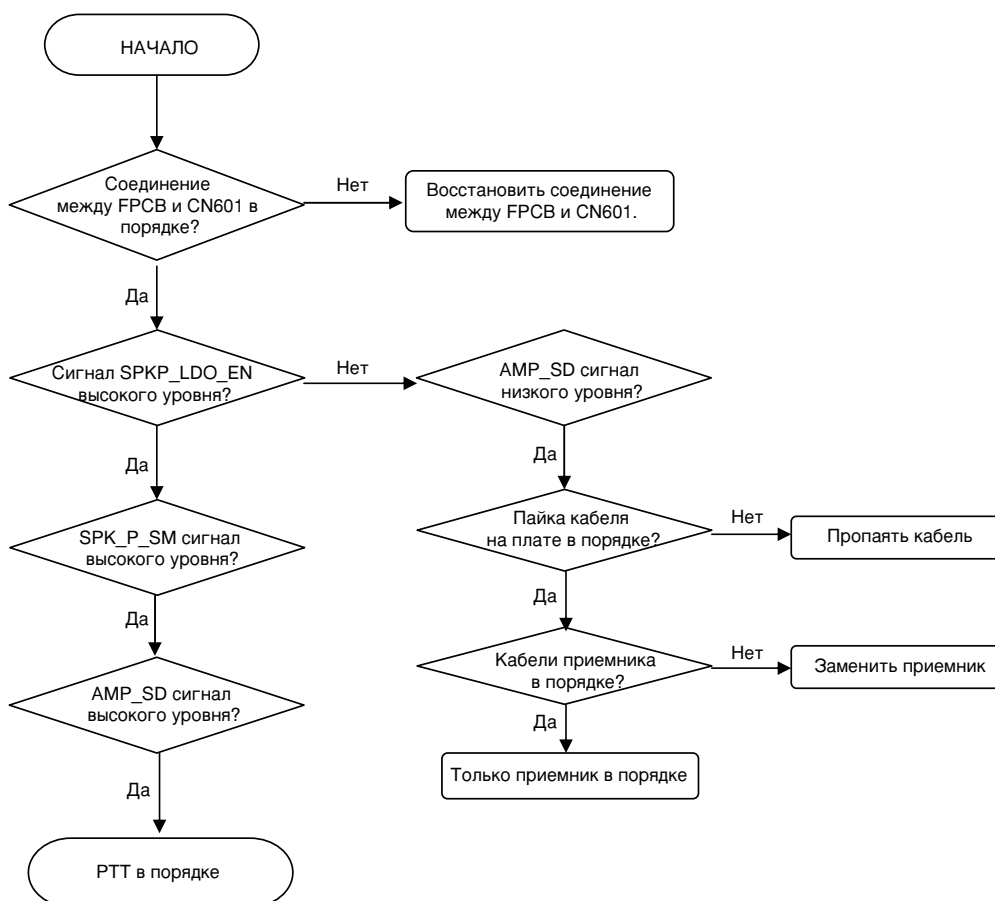 НАЧАЛО
Соединение
между FPCB и CN601 в
порядке?
Нет
Восстановить соединение
между FPCB и CN601.
Да
Сигнал SPKP_LDO_EN
высокого уровня?
Нет
AMP_SD сигнал
низкого уровня?
Да
Да
SPK_P_SM сигнал
высокого уровня?
Пайка кабеля
на плате в порядке?
Нет
Пропаять кабель
Да
Да
AMP_SD сигнал
высокого уровня?
Кабели приемника
в порядке?
Нет
Заменить приемник
Да
Да
Только приемник в порядке
PTT в порядке